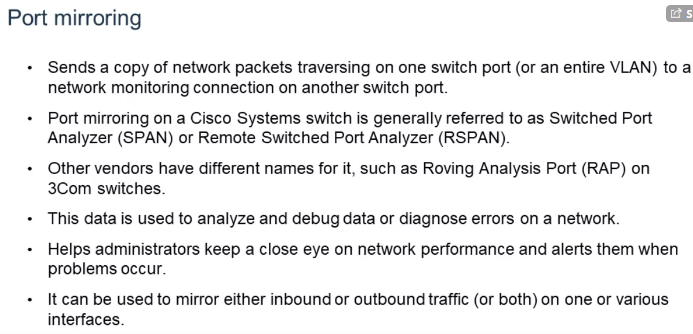 Port mirroring
S
• Sends a copy of network packets traversing on one switch port (or an entire VLAN) to a
network monitoring connection on another switch port.
• Port mirroring on a Cisco Systems switch is generally referred to as Switched Port
Analyzer (SPAN) or Remote Switched Port Analyzer (RSPAN).
• Other vendors have different names for it, such as Roving Analysis Port (RAP) on
3Com switches.
• This data is used to analyze and debug data or diagnose errors on a network.
• Helps administrators keep a close eye on network performance and alerts them when
problems occur.
• It can be used to mirror either inbound or outbound traffic (or both) on one or various
interfaces.